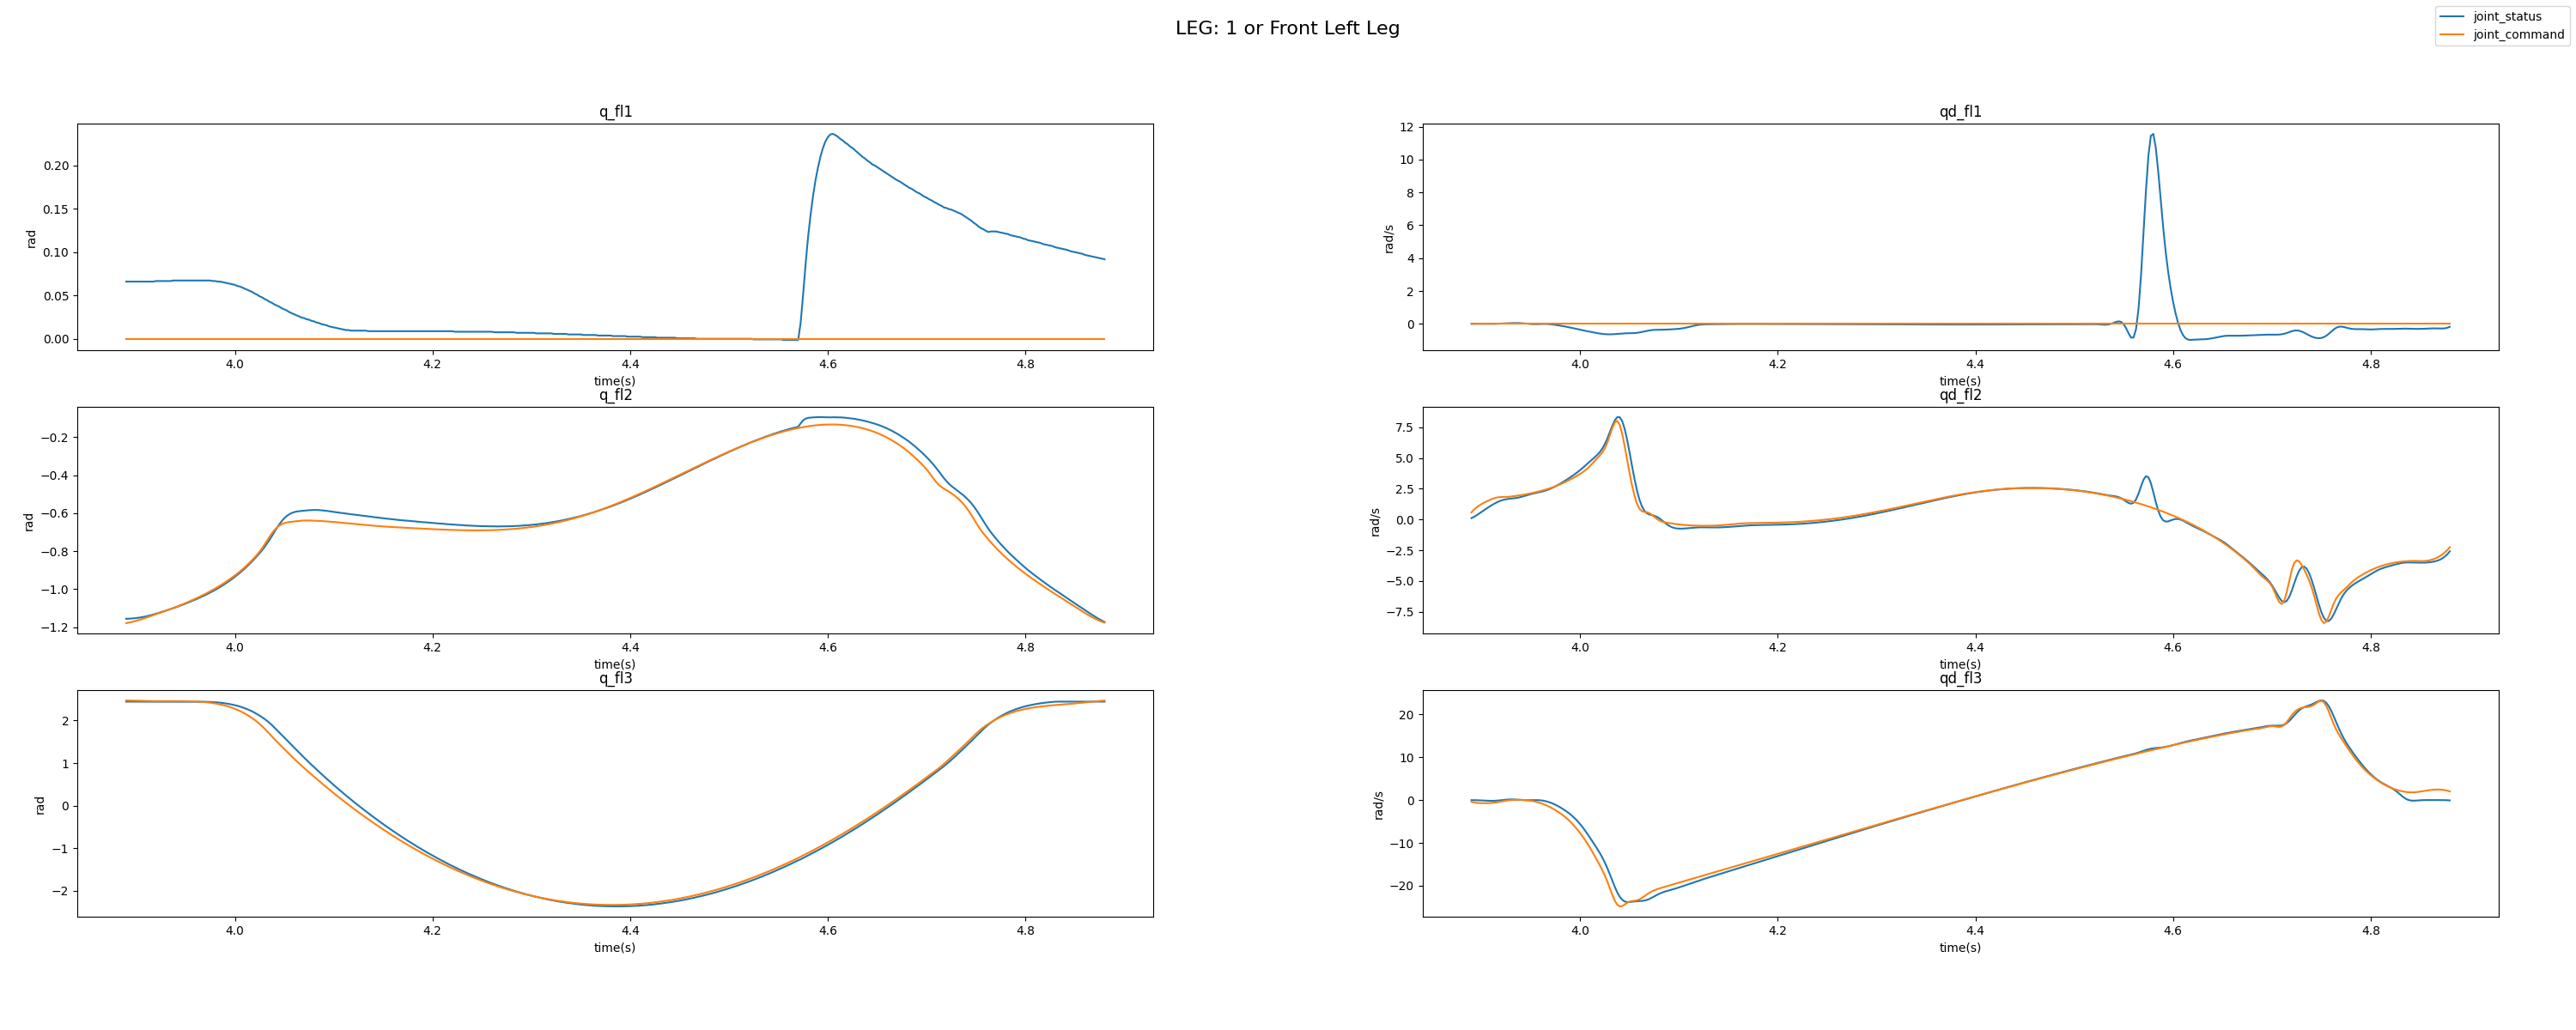 LEG: 1 or Front Left Leg
joint_status
joint_command
q_fl1
0.20
0.15
0.10
0.05
0.00
rad
4.0 4.2 4.4 4.6 4.8
time(s)
qd_fl1
12
10
8
6
4
2
0
rad/s
4.0 4.2 4.4 4.6 4.8
time(s)
q_fl2
−0.2
−0.4
−0.6
−0.8
−1.0
−1.2
rad
4.0 4.2 4.4 4.6 4.8
time(s)
qd_fl2
7.5
5.0
2.5
0.0
−2.5
−5.0
−7.5
rad/s
4.0 4.2 4.4 4.6 4.8
time(s)
q_fl3
2
1
0
−1
−2
rad
4.0 4.2 4.4 4.6 4.8
time(s)
qd_fl3
20
10
0
−10
−20
rad/s
4.0 4.2 4.4 4.6 4.8
time(s)